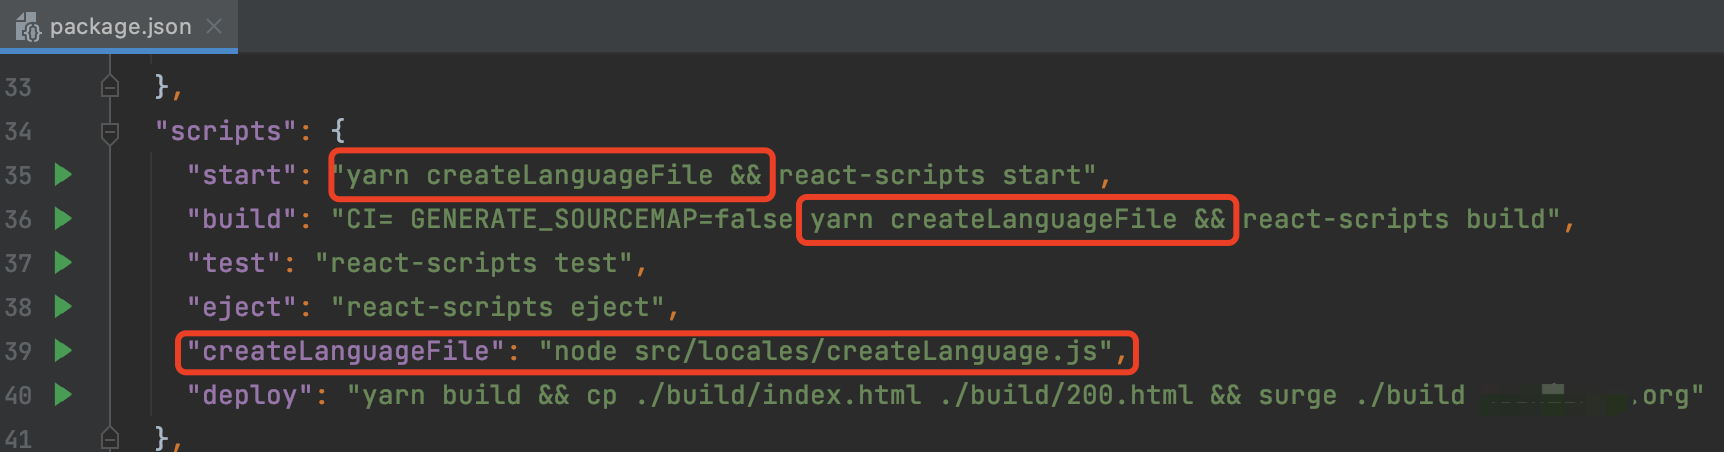 package.json
33 },
34 "scripts": {
35 "start": "yarn createLanguageFile && react-scripts start",
36 "build": "CI= GENERATE_SOURCEMAP=false yarn createLanguageFile && react-scripts build",
37 "test": "react-scripts test",
38 "eject": "react-scripts eject",
39 "createLanguageFile": "node src/locales/createLanguage.js",
40 "deploy": "yarn build && cp ./build/index.html ./build/200.html && surge ./build .org"
41 },